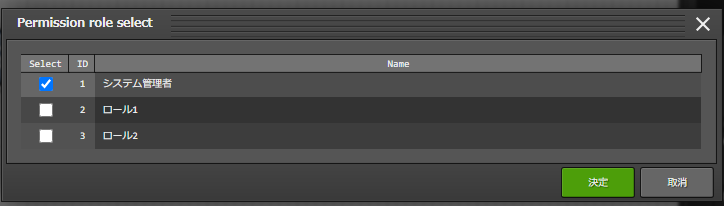 Permission role select
Select ID Name
1 システム管理者
2 ロール1
3 ロール2
決定 取消